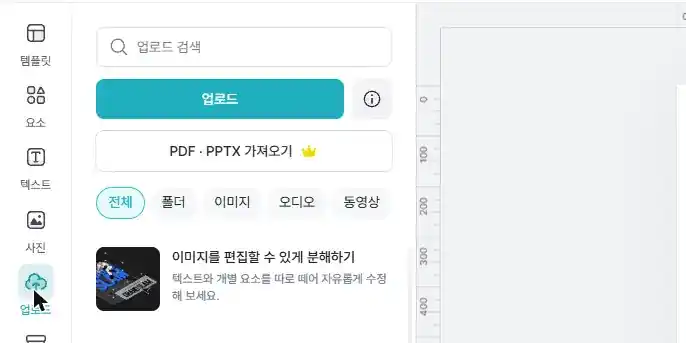 템플릿
요소
텍스트
사진
업로드
업로드 검색
업로드
PDF · PPTX 가져오기
전체
폴더
이미지
오디오
동영상
이미지를 편집할 수 있게 분해하기
텍스트와 개별 요소를 따로 떼어 자유롭게 수정
해 보세요.
0
100
200
300
400